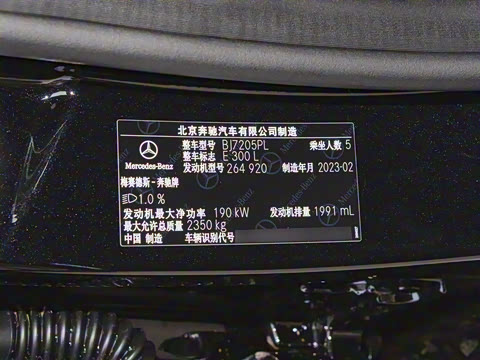 北京奔驰汽车有限公司制造
整车型号 BJ7205PL 乘坐人数 5
整车标志 E 300 L
发动机型号 264 920 制造年月 2023-02
Mercedes-Benz
梅赛德斯-奔驰牌
1.0 %
发动机最大净功率 190 kW 发动机排量 1991 mL
最大允许总质量 2350 kg
中国 制造 车辆识别代号